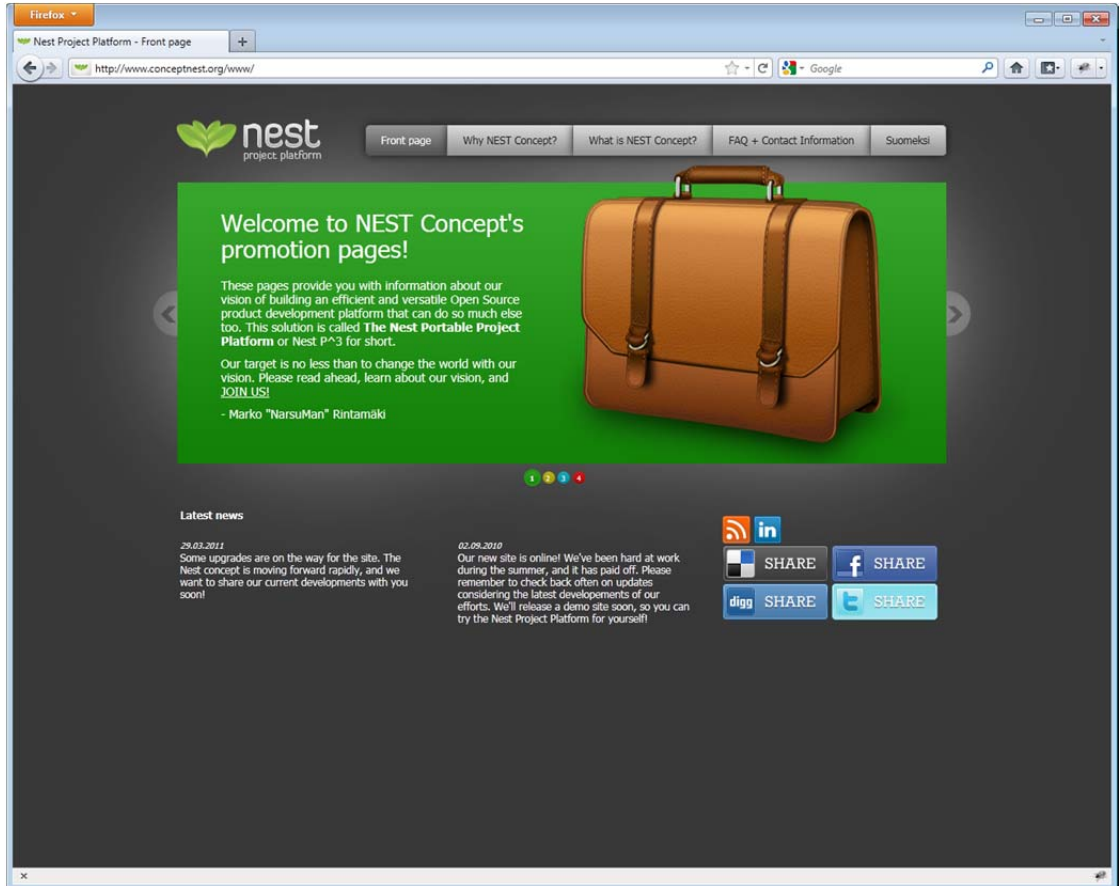 Firefox
Nest Project Platform - Front page
http://www.conceptnest.org/www/
Google
nest
project platform
Front page
Why NEST Concept?
What is NEST Concept?
FAQ + Contact Information
Suomeksi
Welcome to NEST Concept's
promotion pages!
These pages provide you with information about our
vision of building an efficient and versatile Open Source
product development platform that can do so much else
too. This solution is called The Nest Portable Project
Platform or Nest P^3 for short.
Our target is no less than to change the world with our
vision. Please read ahead, learn about our vision, and
JOIN US!
- Marko "NarsuMan" Rintamäki
1 2 3 4
Latest news
29.03.2011
Some upgrades are on the way for the site. The
Nest concept is moving forward rapidly, and we
want to share our current developments with you
soon!
02.09.2010
Our new site is online! We've been hard at work
during the summer, and it has paid off. Please
remember to check back often on updates
considering the latest developements of our
efforts. We'll release a demo site soon, so you can
try the Nest Project Platform for yourself!
in
SHARE
f SHARE
digg SHARE
t SHARE